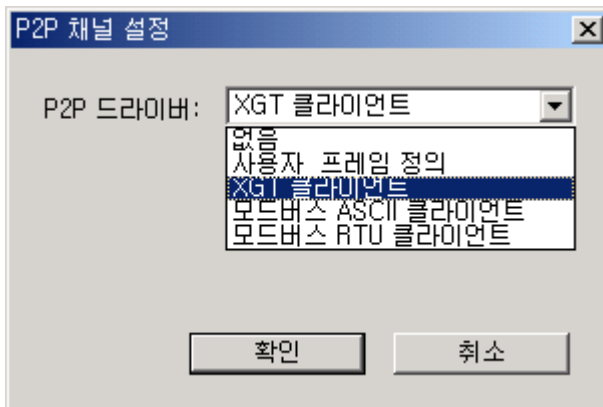 P2P 채널 설정
P2P 드라이버: XGT 클라이언트
없음
사용자 프레임 정의
XGT 클라이언트
모드버스 ASCII 클라이언트
모드버스 RTU 클라이언트
확인 취소